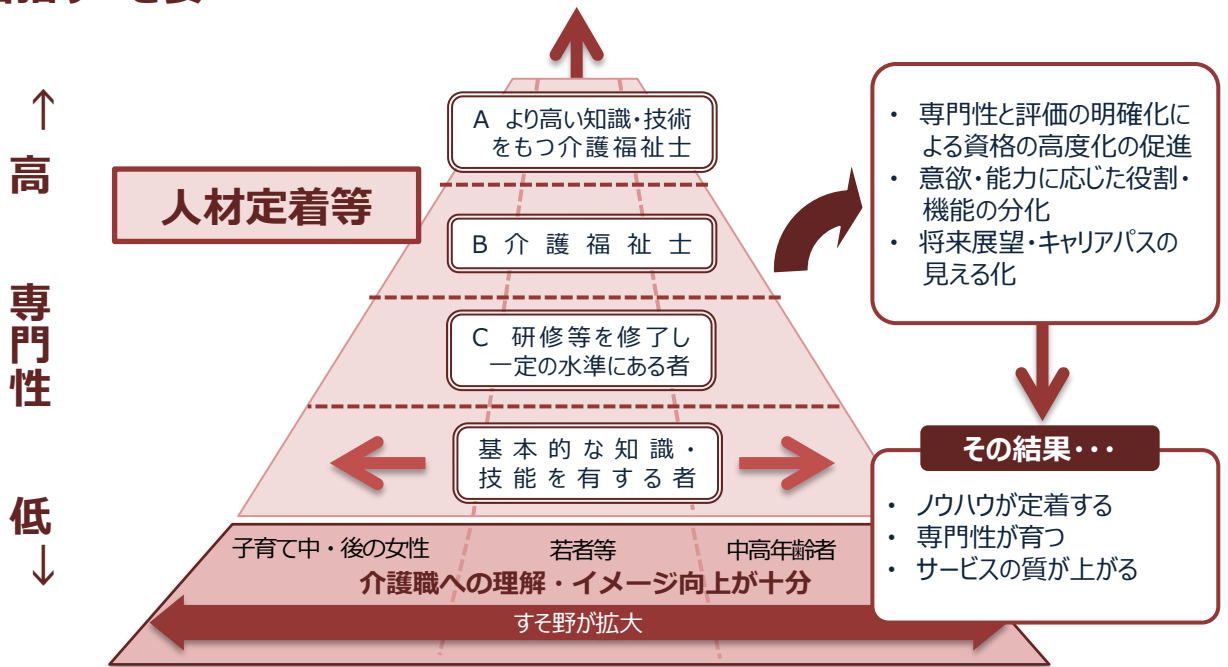 ↑
高
専門性
低
↓
人材定着等
A より高い知識・技術
をもつ介護福祉士
B 介護福祉士
C 研修等を修了し
一定の水準にある者
基本的な知識・
技能を有する者
子育て中・後の女性 若者等 中高年齢者
介護職への理解・イメージ向上が十分
すそ野が拡大
・ 専門性と評価の明確化に
よる資格の高度化の促進
・ 意欲・能力に応じた役割・
機能の分化
・ 将来展望・キャリアパスの
見える化
その結果・・・
・ ノウハウが定着する
・ 専門性が育つ
・ サービスの質が上がる